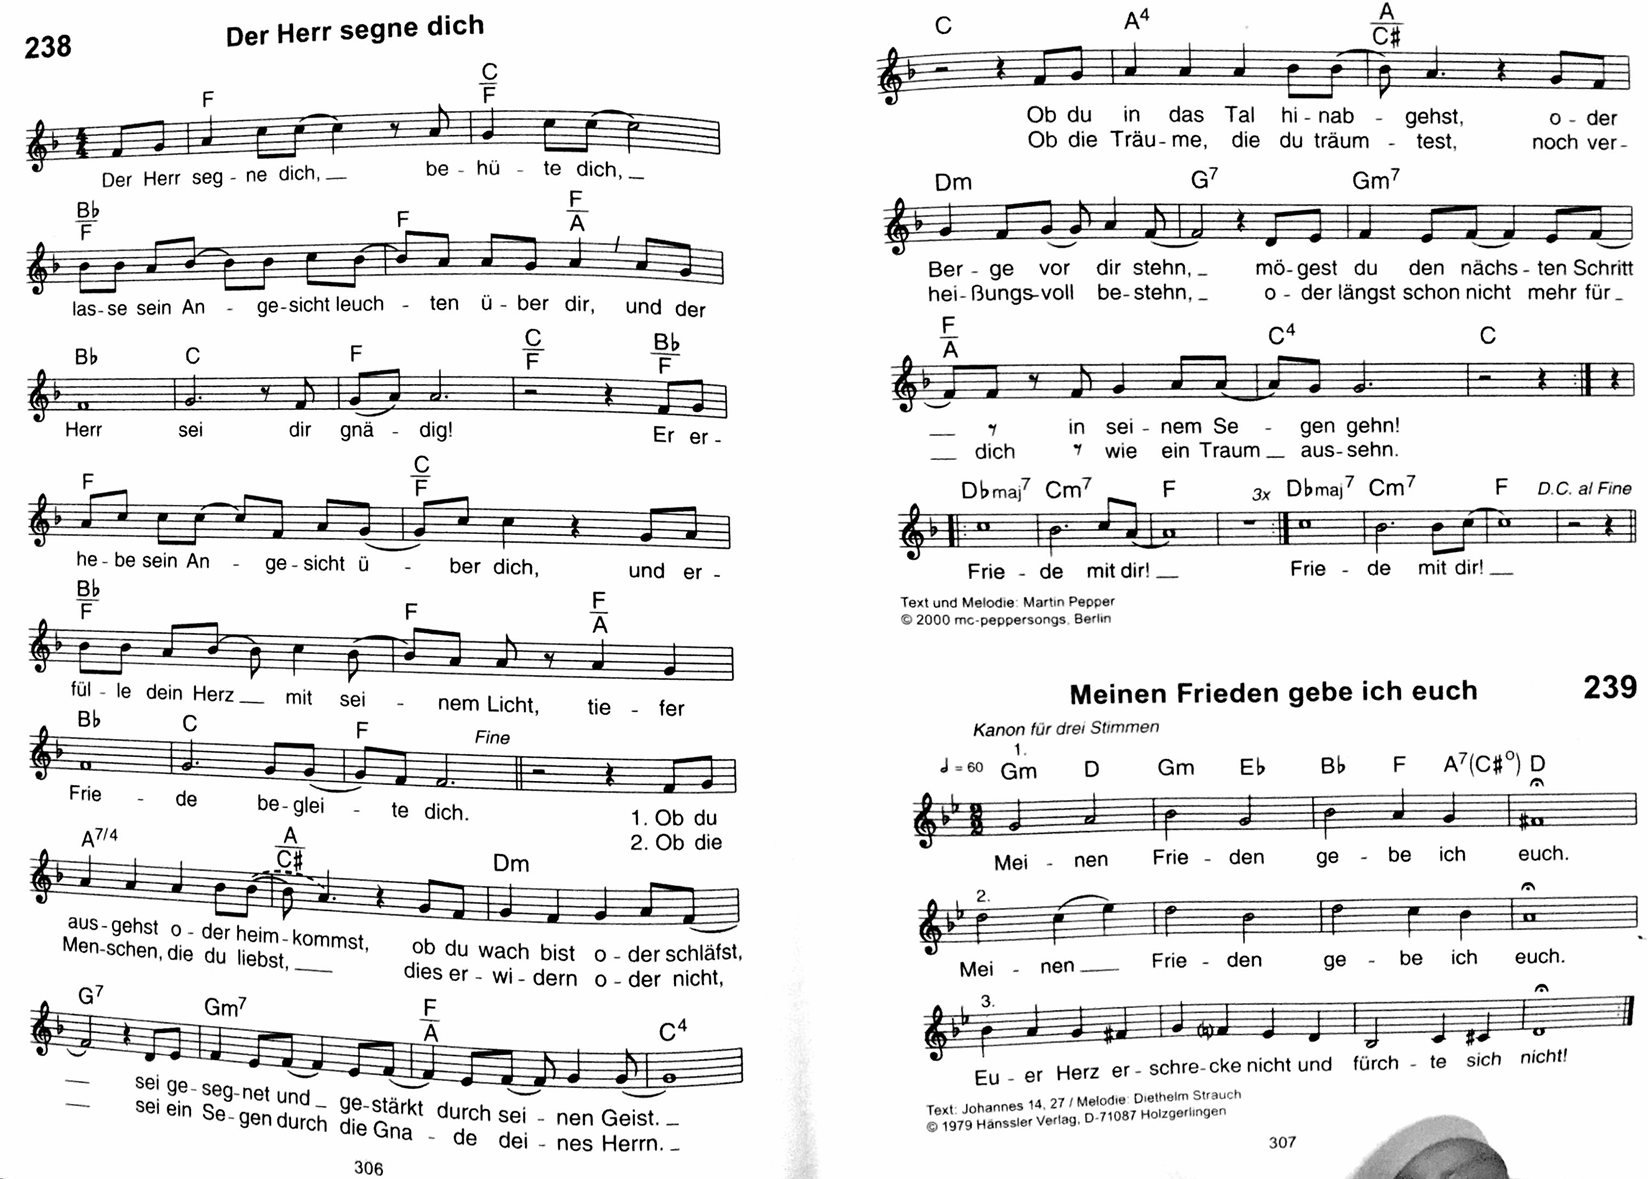 238
Der Herr segne dich
F C/F
Der Herr seg - ne dich, __ be - hü - te dich, _
B♭/F F F/A
las-se sein An - ge-sicht leuch - ten ü - ber dir, und der
B♭ C F C/F B♭/F
Herr sei dir gnä - dig! Er er -
F C/F
he - be sein An - ge - sicht ü - ber dich, und er -
B♭/F F F/A
fül - le dein Herz __ mit sei - nem Licht, tie - fer
B♭ C F Fine
Frie - de be - glei - te dich. 1. Ob du
2. Ob die
A7/4 A/C♯ Dm
aus-gehst o - der heim - kommst, ob du wach bist o - der schläfst,
Men-schen, die du liebst, ___ dies er - wi - dern o - der nicht,
G7 Gm7 F/A C4
__ sei ge - seg-net und _ ge-stärkt durch sei - nen Geist. _
__ sei ein Se-gen durch die Gna - de dei - nes Herrn. _
306
C A4 A/C♯
Ob du in das Tal hi - nab - gehst, o - der
Ob die Träu - me, die du träum - test, noch ver -
Dm G7 Gm7
Ber - ge vor dir stehn, _ mö-gest du den nächs - ten Schritt
hei-ßungs-voll be-stehn, _ o - der längst schon nicht mehr für _
F/A C4 C
__ in sei - nem Se - gen gehn!
__ dich wie ein Traum __ aus-sehn.
D♭maj7 Cm7 F 3x D♭maj7 Cm7 F D.C. al Fine
Frie - de mit dir! __ Frie - de mit dir! __
Text und Melodie: Martin Pepper
© 2000 mc-peppersongs, Berlin
Meinen Frieden gebe ich euch 239
Kanon für drei Stimmen
= 60
1.
Gm D Gm E♭ B♭ F A7(C♯o) D
Mei - nen Frie - den ge - be ich euch.
2.
Mei - nen ___ Frie - den ge - be ich euch.
3.
Eu - er Herz er - schre-cke nicht und fürch - te sich nicht!
Text: Johannes 14, 27 / Melodie: Diethelm Strauch
© 1979 Hänssler Verlag, D-71087 Holzgerlingen
307